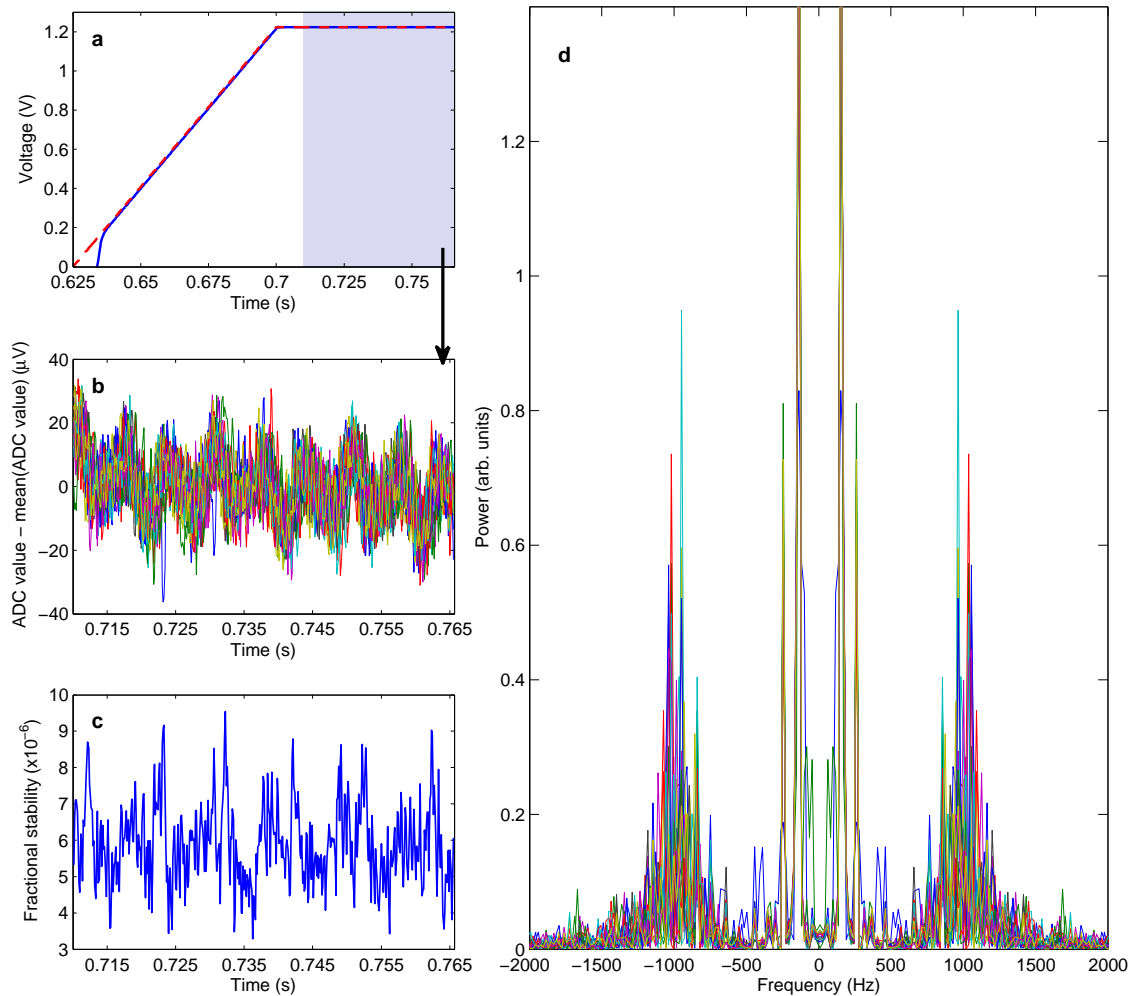 a
Voltage (V)
1.2
1
0.8
0.6
0.4
0.2
0
0.625 0.65 0.675 0.7 0.725 0.75
Time (s)
b
ADC value − mean(ADC value) (μV)
40
20
0
−20
−40
0.715 0.725 0.735 0.745 0.755 0.765
Time (s)
c
Fractional stability (x10⁻⁶)
10
9
8
7
6
5
4
3
0.715 0.725 0.735 0.745 0.755 0.765
Time (s)
d
Power (arb. units)
1.2
1
0.8
0.6
0.4
0.2
0
−2000 −1500 −1000 −500 0 500 1000 1500 2000
Frequency (Hz)